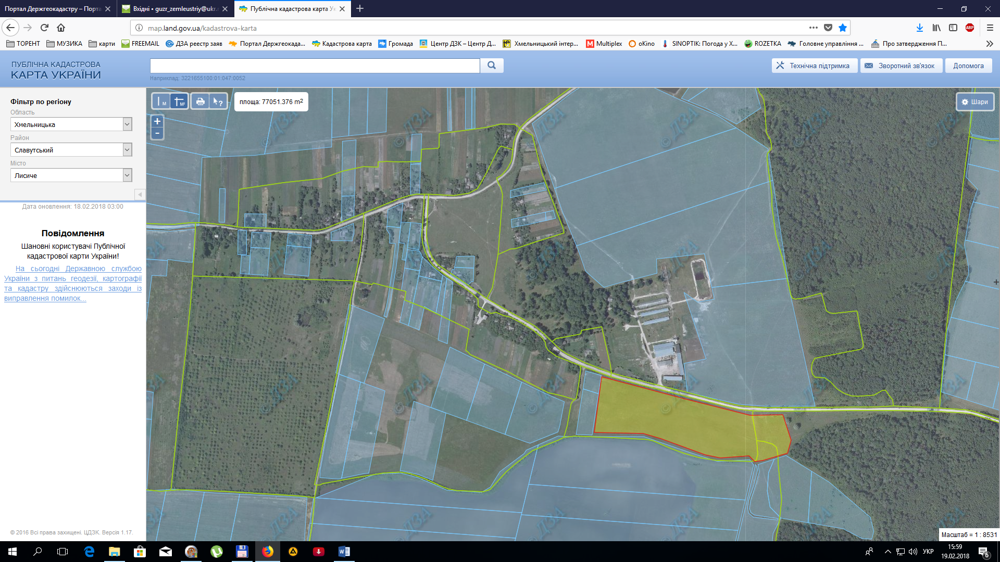 Портал Держгеокадастру – Порта
Вхідні • guzr_zemleustriy@ukr.
Публічна кадастрова карта Ук
map.land.gov.ua/kadastrova-karta
ABP
ТОРЕНТ
МУЗИКА
карти
FREEMAIL
ДЗА реестр заяв
Портал Держгеокада...
Кадастрова карта
Громада
Центр ДЗК – Центр Д...
Хмельницький інтер...
Multiplex
oKino
SINOPTIK: Погода у Х...
ROZETKA
Головне управління ...
Про затвердження П...
ПУБЛІЧНА КАДАСТРОВА
КАРТА УКРАЇНИ
Наприклад: 3221655100:01:047:0052
Технічна підтримка
Зворотний зв'язок
Допомога
Фільтр по регіону
Область
Хмельницька
Район
Славутський
Місто
Лисиче
Дата оновлення: 18.02.2018 03:00
Повідомлення
Шановні користувачі Публічної
кадастрової карти України!
На сьогодні Державною службою
України з питань геодезії, картографії
та кадастру здійснюються заходи із
виправлення помилок...
© 2016 Всі права захищені. ЦДЗК. Версія 1.17.
М
М²
площа: 77051.376 m2
+
-
Шари
© ДЗА
Масштаб = 1 : 8531
УКР
15:59
19.02.2018
6